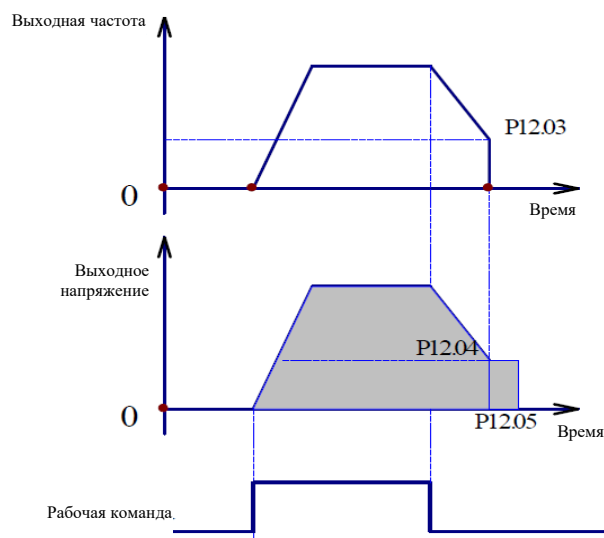 Выходная частота
P12.03
0
Время
Выходное
напряжение
P12.04
0
P12.05
Время
Рабочая команда.